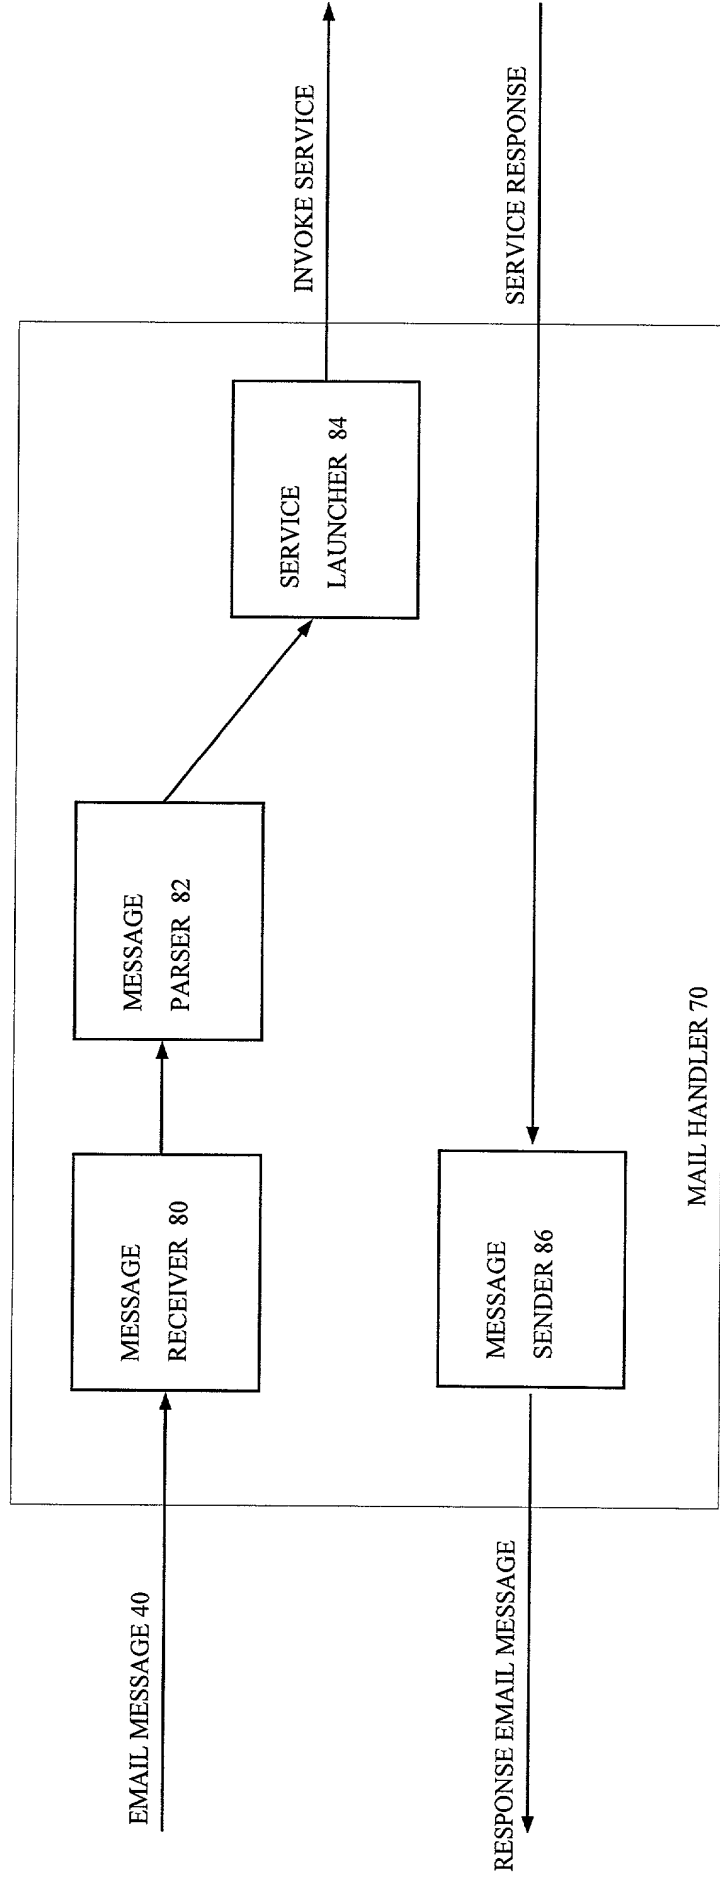 EMAIL MESSAGE 40
MESSAGE
RECEIVER 80
MESSAGE
PARSER 82
SERVICE
LAUNCHER 84
INVOKE SERVICE
RESPONSE EMAIL MESSAGE
MESSAGE
SENDER 86
SERVICE RESPONSE
MAIL HANDLER 70